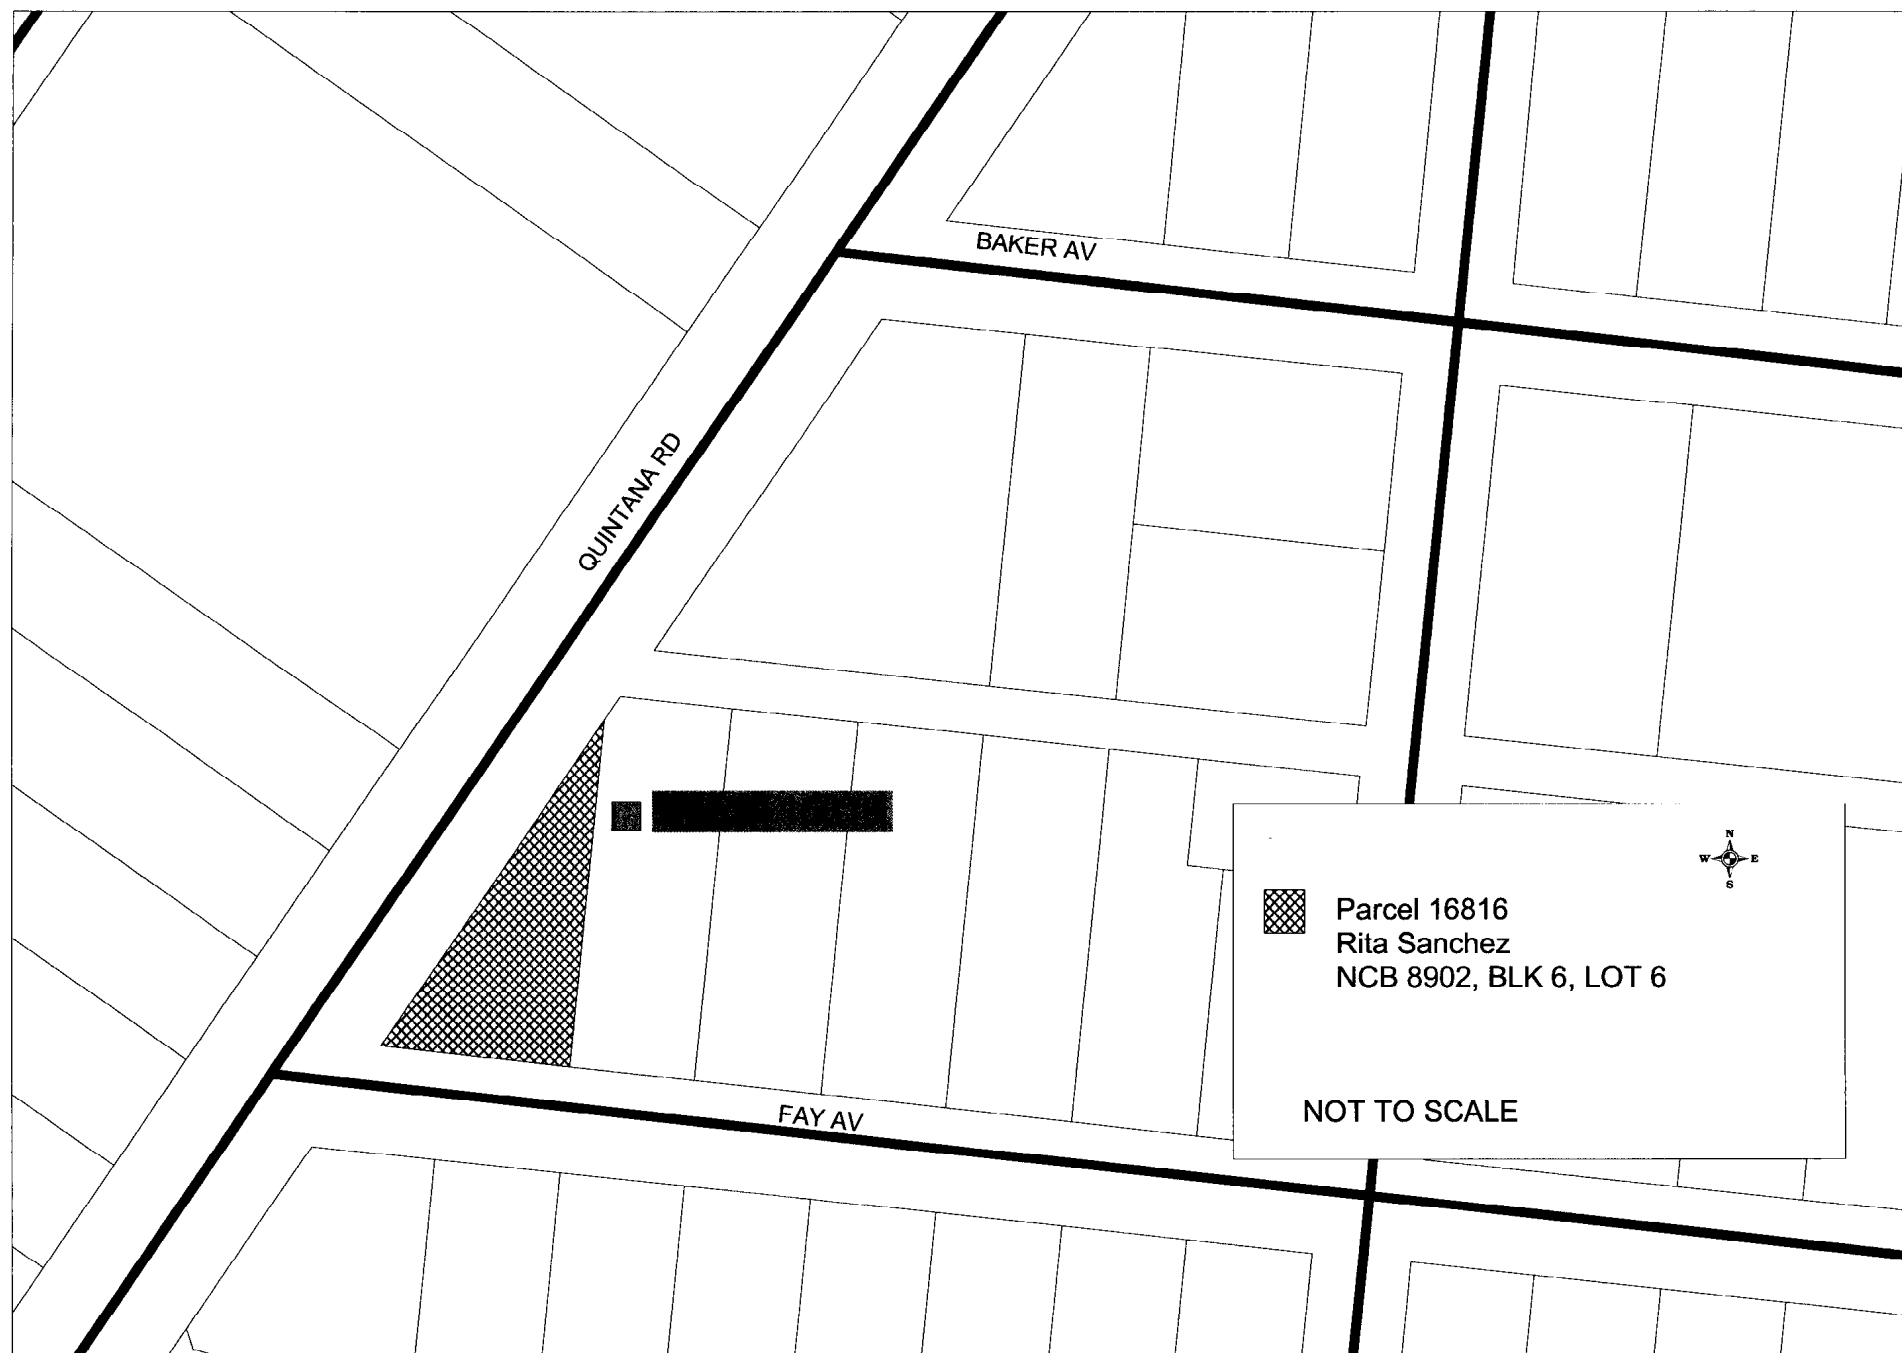 BAKER AV
QUINTANA RD
N
W E
S
Parcel 16816
Rita Sanchez
NCB 8902, BLK 6, LOT 6
NOT TO SCALE
FAY AV